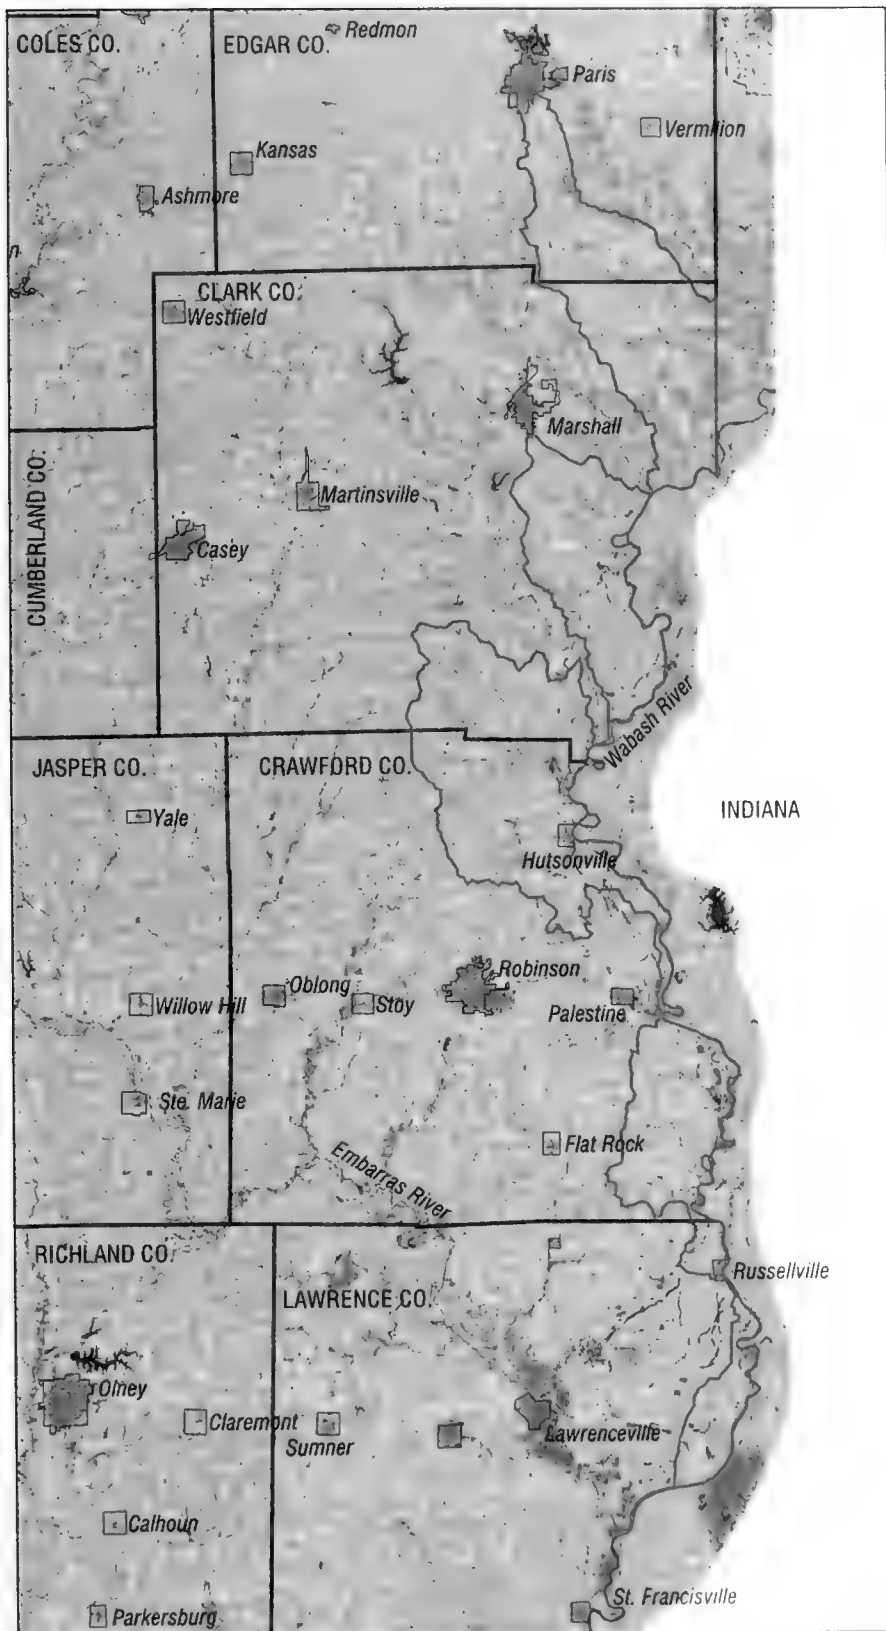 COLES CO.
EDGAR CO.
Redmon
Paris
Vermilion
Kansas
Ashmore
n
CLARK CO.
Westfield
Marshall
CUMBERLAND CO.
Martinsville
Casey
Wabash River
JASPER CO.
CRAWFORD CO.
Yale
INDIANA
Hutsonville
Robinson
Oblong
Willow Hill
Stoy
Palestine
Ste. Marie
Flat Rock
Embarras River
RICHLAND CO.
LAWRENCE CO.
Russellville
Olney
Claremont
Sumner
Lawrenceville
Calhoun
St. Francisville
Parkersburg